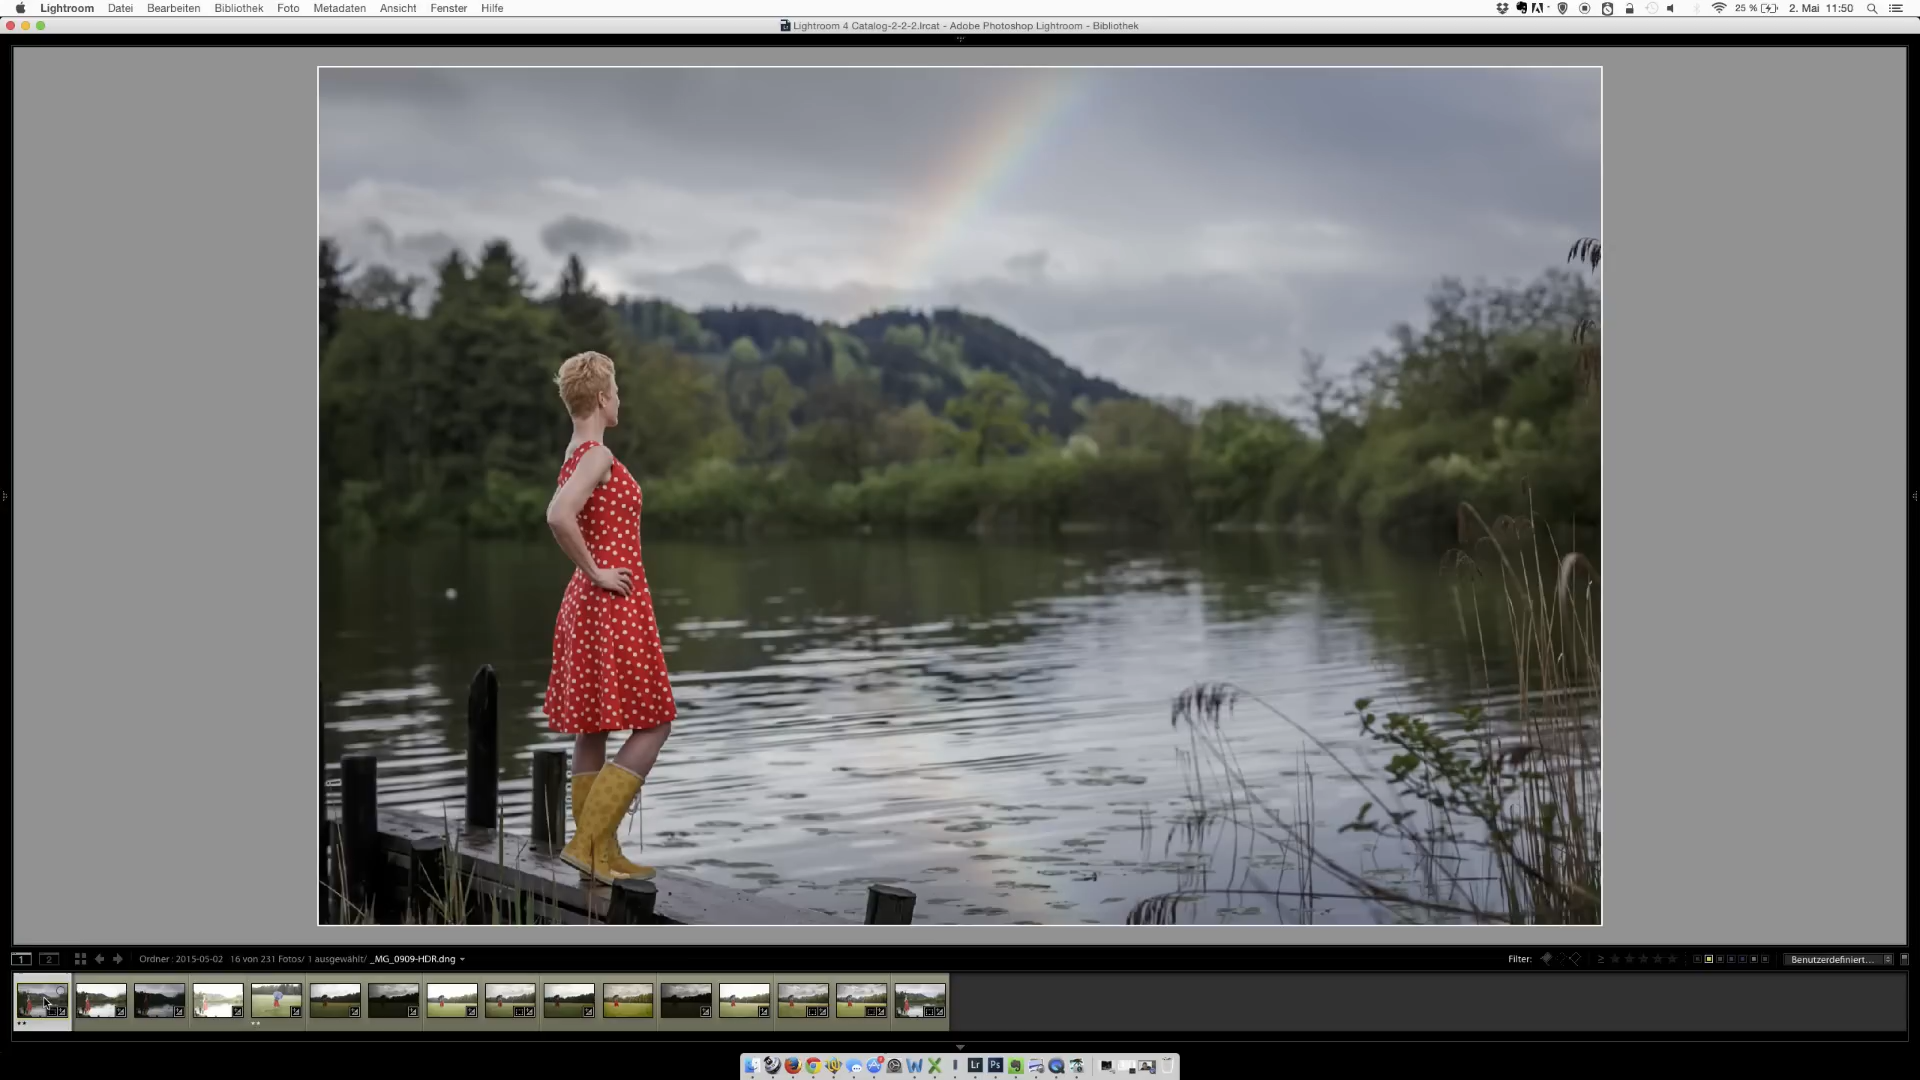 Lightroom Datei Bearbeiten Bibliothek Foto Metadaten Ansicht Fenster Hilfe 25 % 2. Mai 11:50
Lightroom 4 Catalog-2-2-2.lrcat - Adobe Photoshop Lightroom - Bibliothek
1 2 Ordner : 2015-05-02 16 von 231 Fotos/ 1 ausgewählt/ _MG_0909-HDR.dng Filter: ≥ Benutzerdefiniert...
Lr Ps